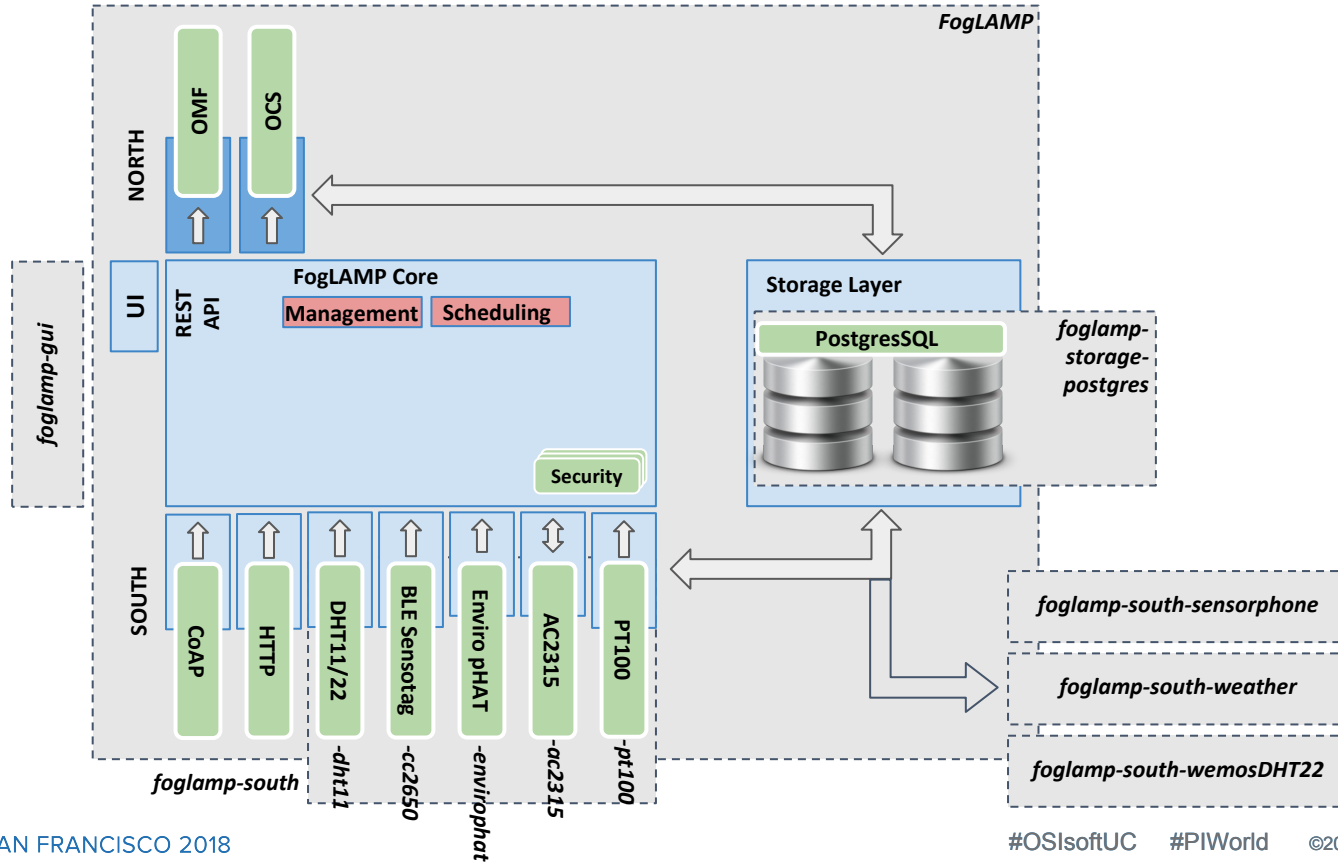 FogLAMP
NORTH
OMF
OCS
foglamp-gui
UI
REST
API
FogLAMP Core
Management
Scheduling
Security
Storage Layer
PostgresSQL
foglamp-
storage-
postgres
SOUTH
CoAP
HTTP
DHT11/22
BLE Sensotag
Enviro pHAT
AC2315
PT100
foglamp-south
-dht11
-cc2650
-envirophat
-ac2315
-pt100
foglamp-south-sensorphone
foglamp-south-weather
foglamp-south-wemosDHT22
AN FRANCISCO 2018
#OSIsoftUC #PIWorld ©20